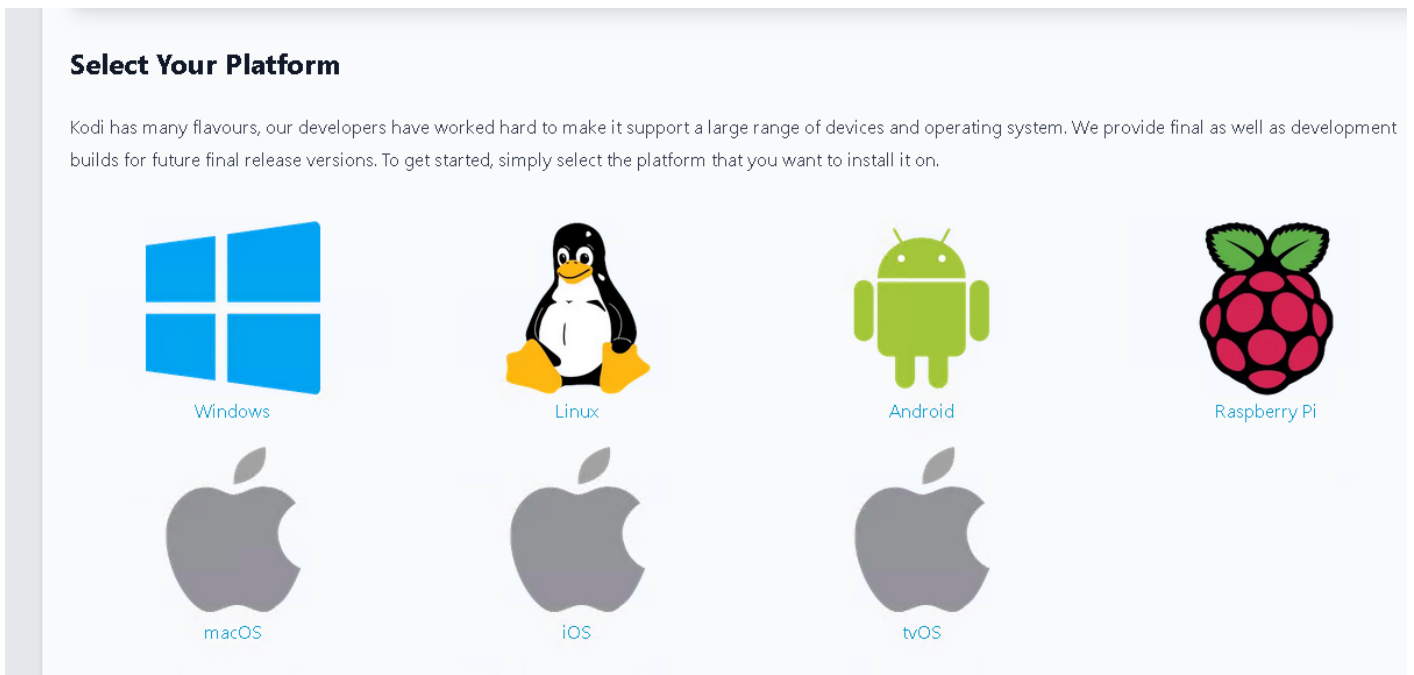 Select Your Platform
Kodi has many flavours, our developers have worked hard to make it support a large range of devices and operating system. We provide final as well as development
builds for future final release versions. To get started, simply select the platform that you want to install it on.
Windows
Linux
Android
Raspberry Pi
macOS
iOS
tvOS